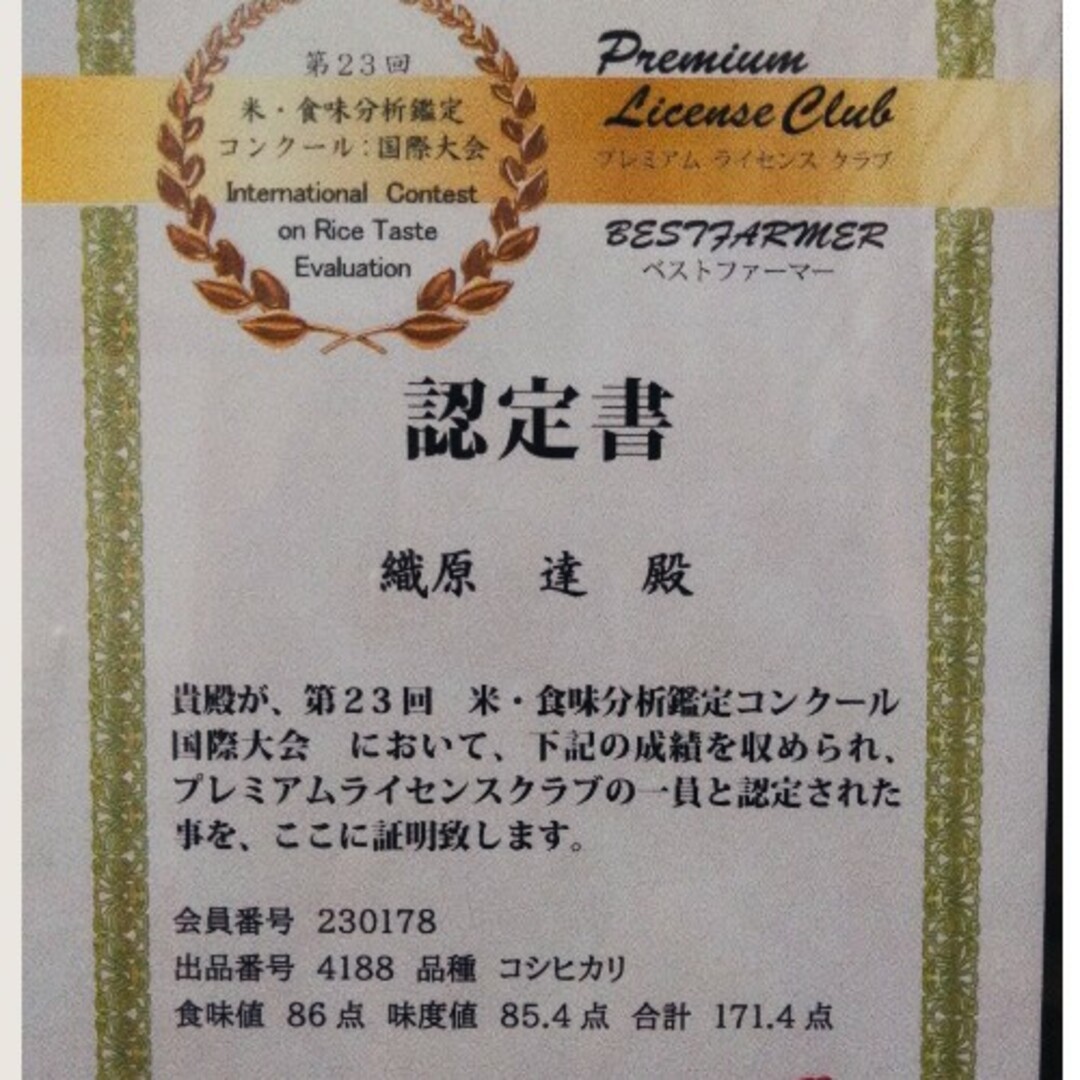 第23回
米・食味分析鑑定
コンクール:国際大会
International Contest
on Rice Taste
Evaluation
Premium
License Club
プレミアム ライセンス クラブ
BESTFARMER
ベストファーマー
認定書
織原 達 殿
貴殿が、第23回 米・食味分析鑑定コンクール
国際大会 において、下記の成績を収められ、
プレミアムライセンスクラブの一員と認定された
事を、ここに証明致します。
会員番号 230178
出品番号 4188 品種 コシヒカリ
食味値 86点 味度値 85.4点 合計 171.4点